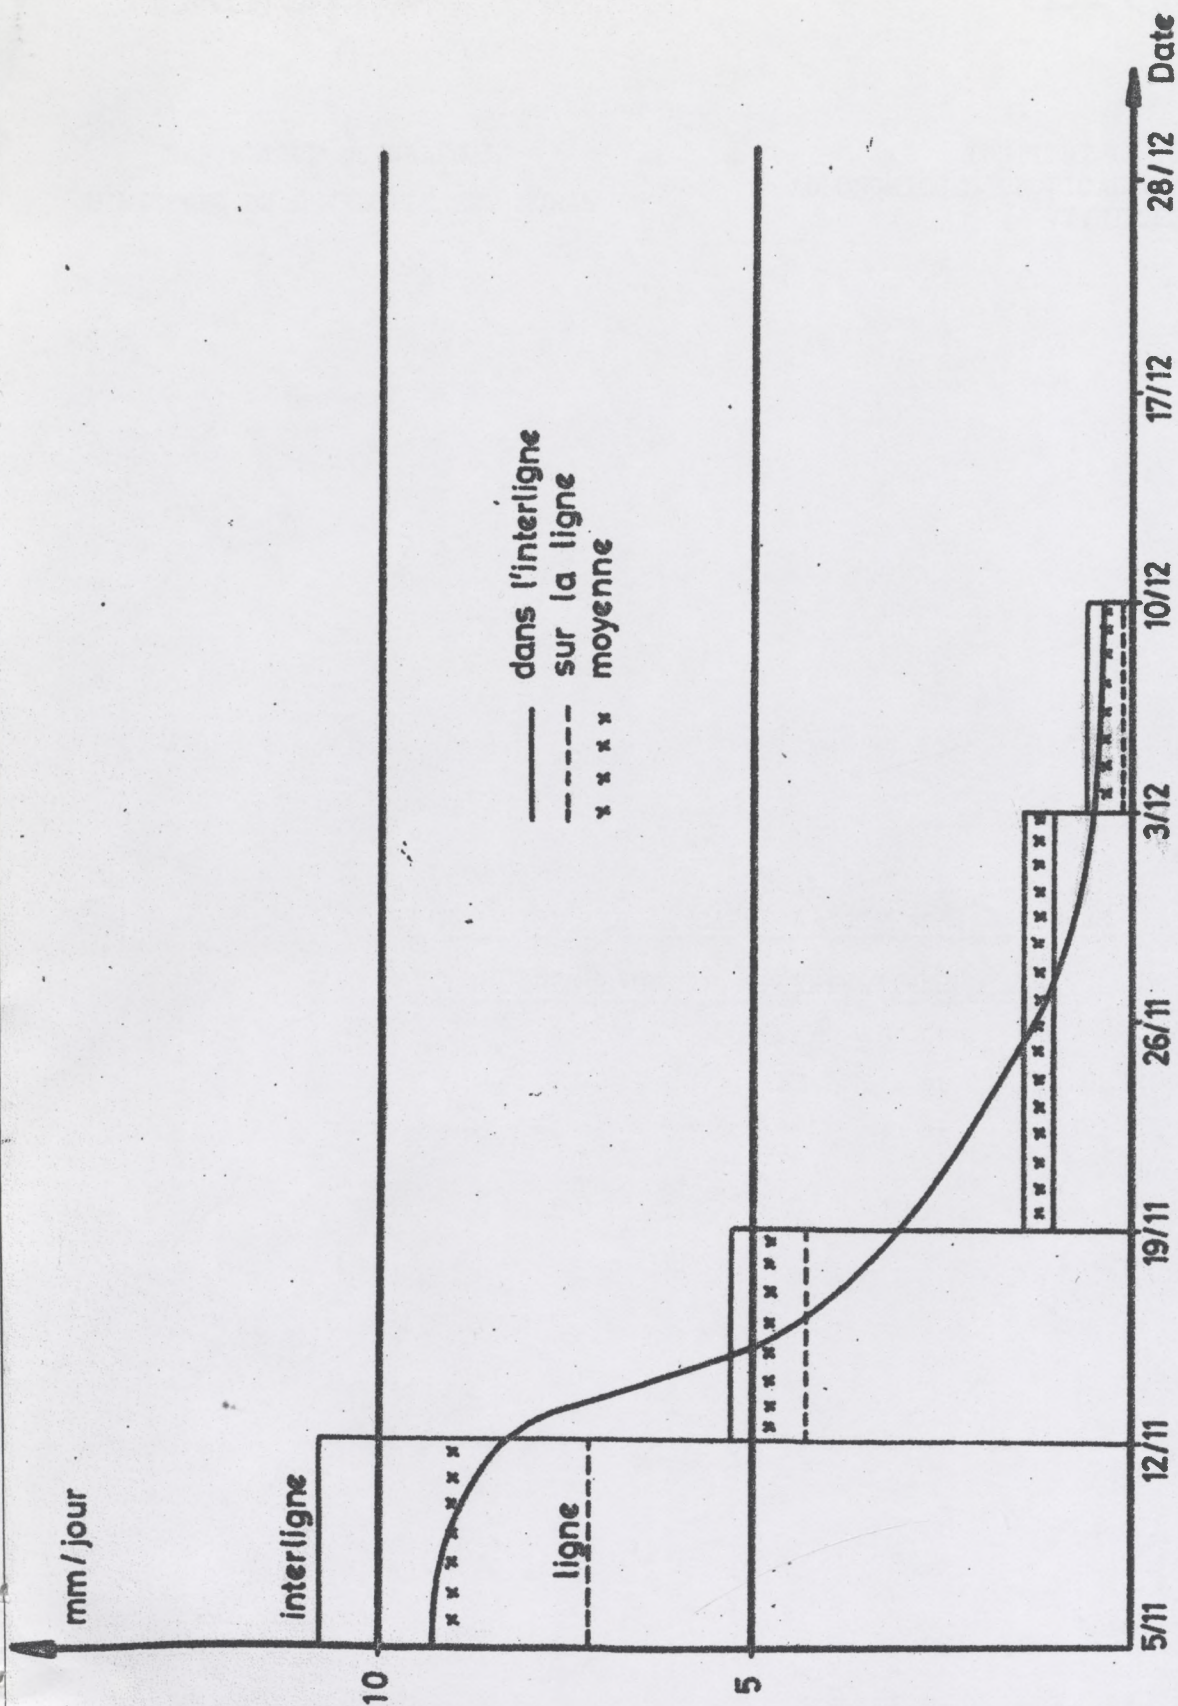 mm/jour
interligne
10
ligne
dans l'interligne
sur la ligne
moyenne
5
5/11
12/11
19/11
26/11
3/12
10/12
17/12
28/12
Date